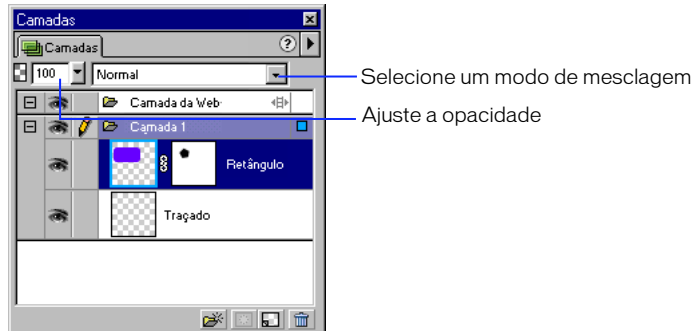 Camadas
Camadas
100
Normal
Selecione um modo de mesclagem
Camada da Web
Ajuste a opacidade
Camada 1
Retângulo
Traçado